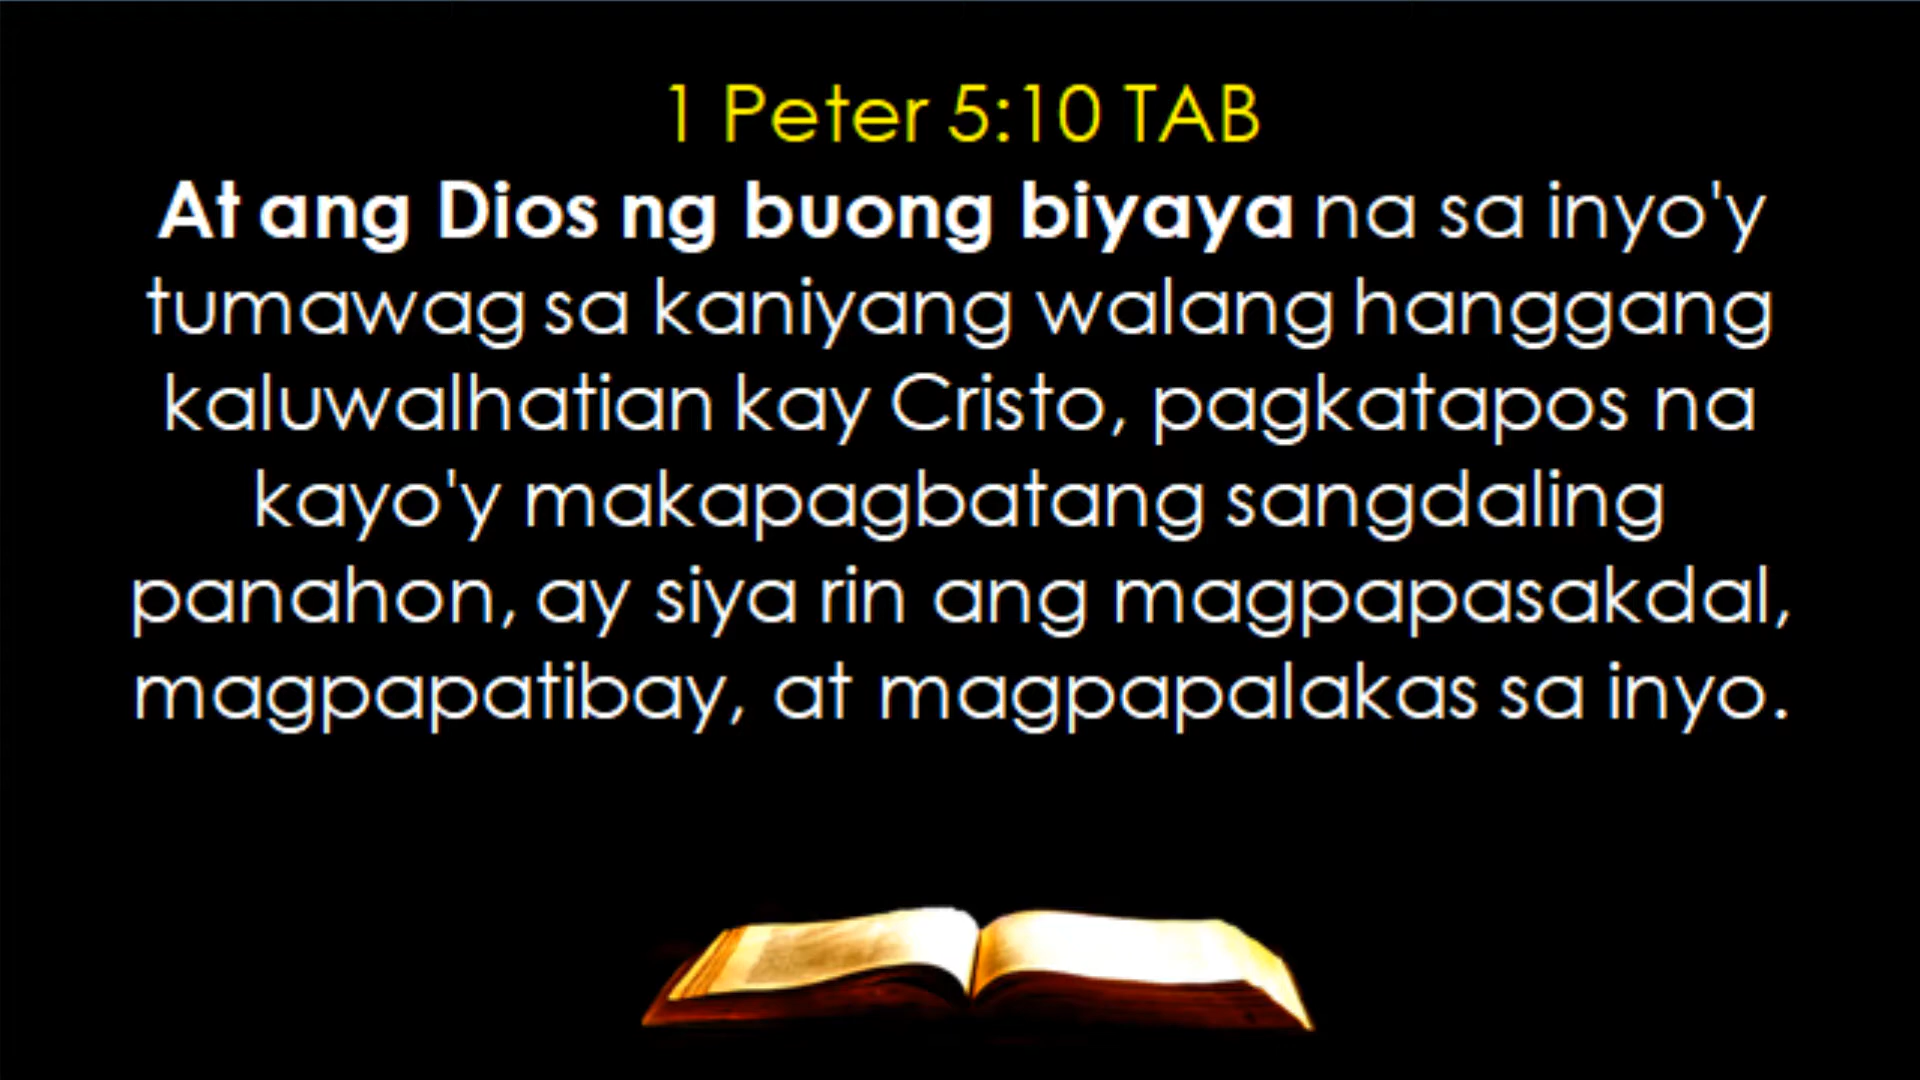 1 Peter 5:10 TAB
At ang Dios ng buong biyaya na sa inyo'y
tumawag sa kaniyang walang hanggang
kaluwalhatian kay Cristo, pagkatapos na
kayo'y makapagbatang sangdaling
panahon, ay siya rin ang magpapasakdal,
magpapatibay, at magpapalakas sa inyo.